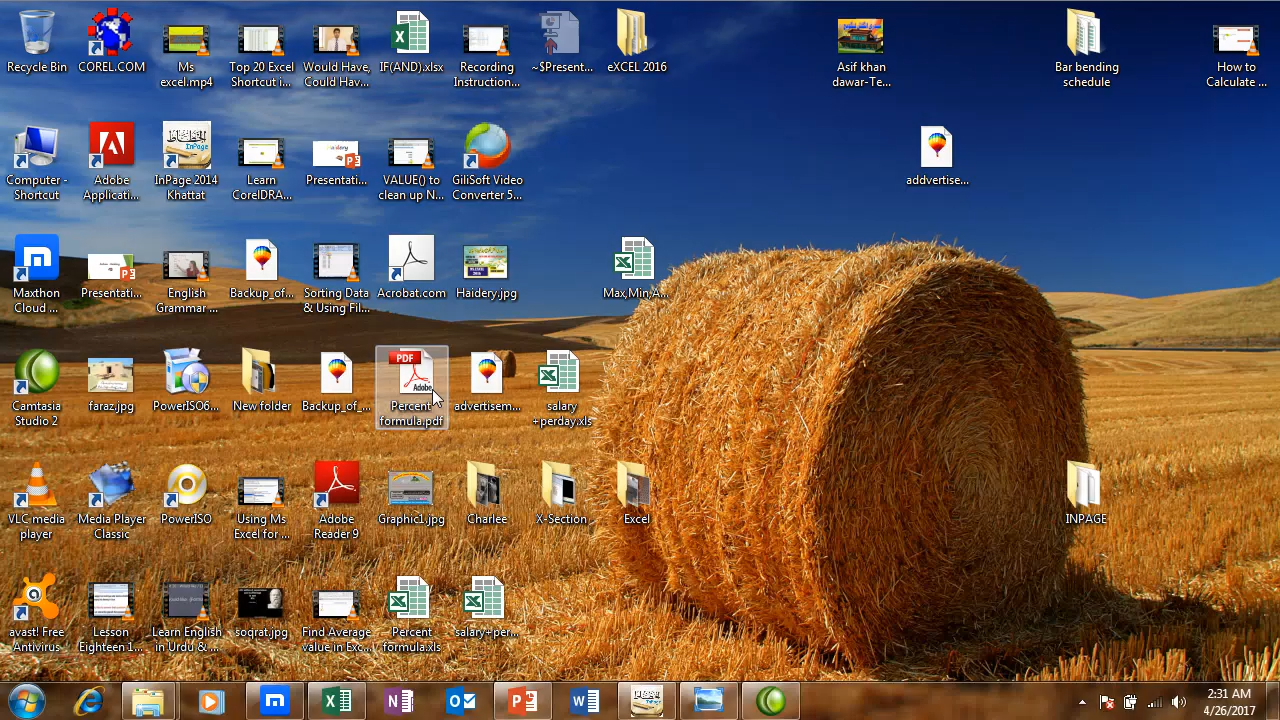 Recycle Bin
COREL.COM
Ms
excel.mp4
Top 20 Excel
Shortcut i...
Would Have,
Could Hav...
IF(AND).xlsx
Recording
Instruction...
~$Present...
eXCEL 2016
Asif khan
dawar-Te...
Bar bending
schedule
How to
Calculate ...
Computer -
Shortcut
Adobe
Applicati...
InPage 2014
Khattat
Learn
CorelDRA...
Presentati...
VALUE() to
clean up N...
GiliSoft Video
Converter 5...
addvertise...
Maxthon
Cloud ...
Presentati...
English
Grammar ...
Backup_of...
Sorting Data
& Using Fil...
Acrobat.com
Haidery.jpg
Max,Min,A...
Camtasia
Studio 2
faraz.jpg
PowerISO6...
New folder
Backup_of_...
PDF
Adobe
Percent
formula.pdf
advertisem...
salary
+perday.xls
VLC media
player
Media Player
Classic
PowerISO
Using Ms
Excel for ...
Adobe
Reader 9
Graphic1.jpg
Charlee
X-Section
Excel
INPAGE
avast! Free
Antivirus
Lesson
Eighteen 1...
Learn English
in Urdu & ...
soqrat.jpg
Find Average
value in Exc...
Percent
formula.xls
salary+per...
2:31 AM
4/26/2017